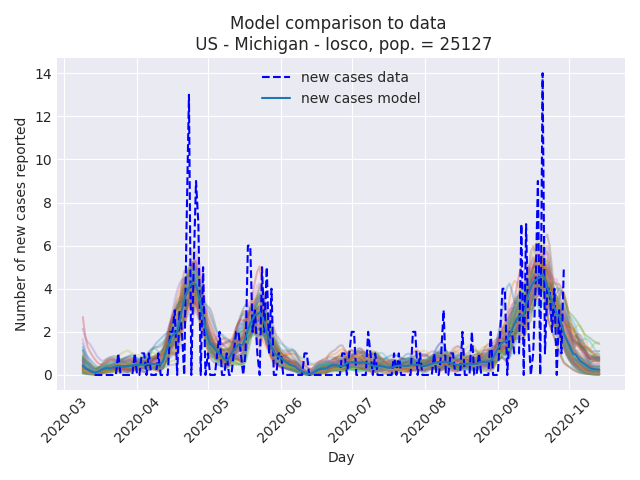 Model comparison to data
US - Michigan - Iosco, pop. = 25127
new cases data
new cases model
Number of new cases reported
14
12
10
8
6
4
2
0
2020-03
2020-04
2020-05
2020-06
2020-07
2020-08
2020-09
2020-10
Day